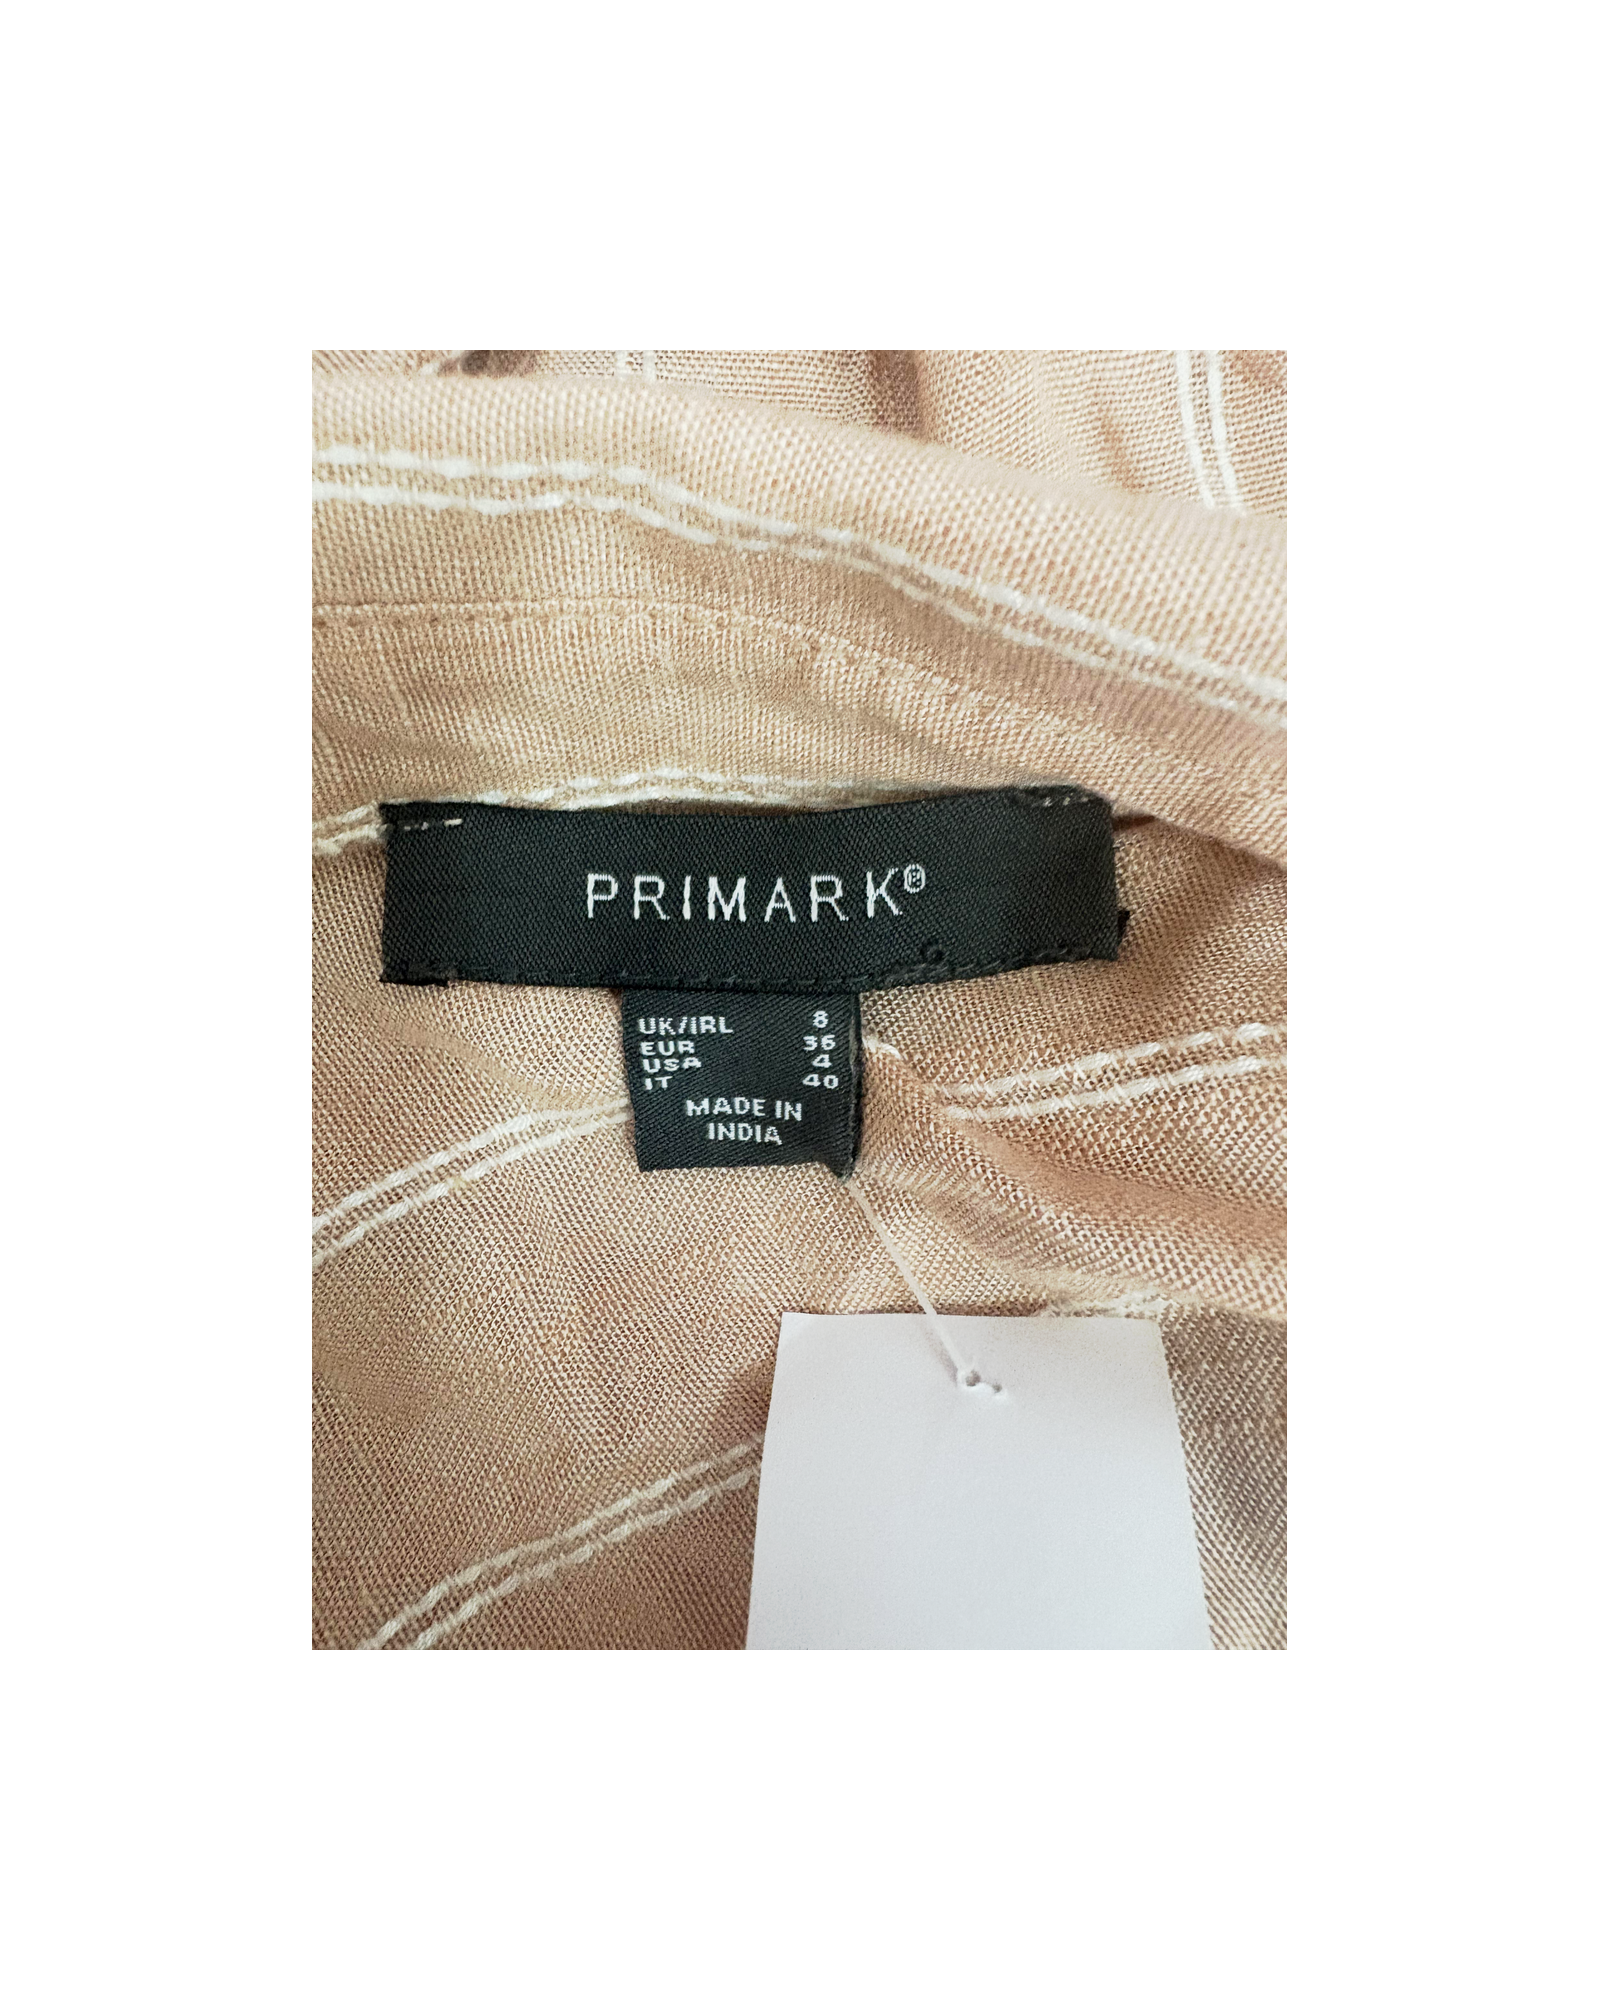 PRIMARK®
UK/IRL 8
EUR 36
USA 4
IT 40
MADE IN
INDIA